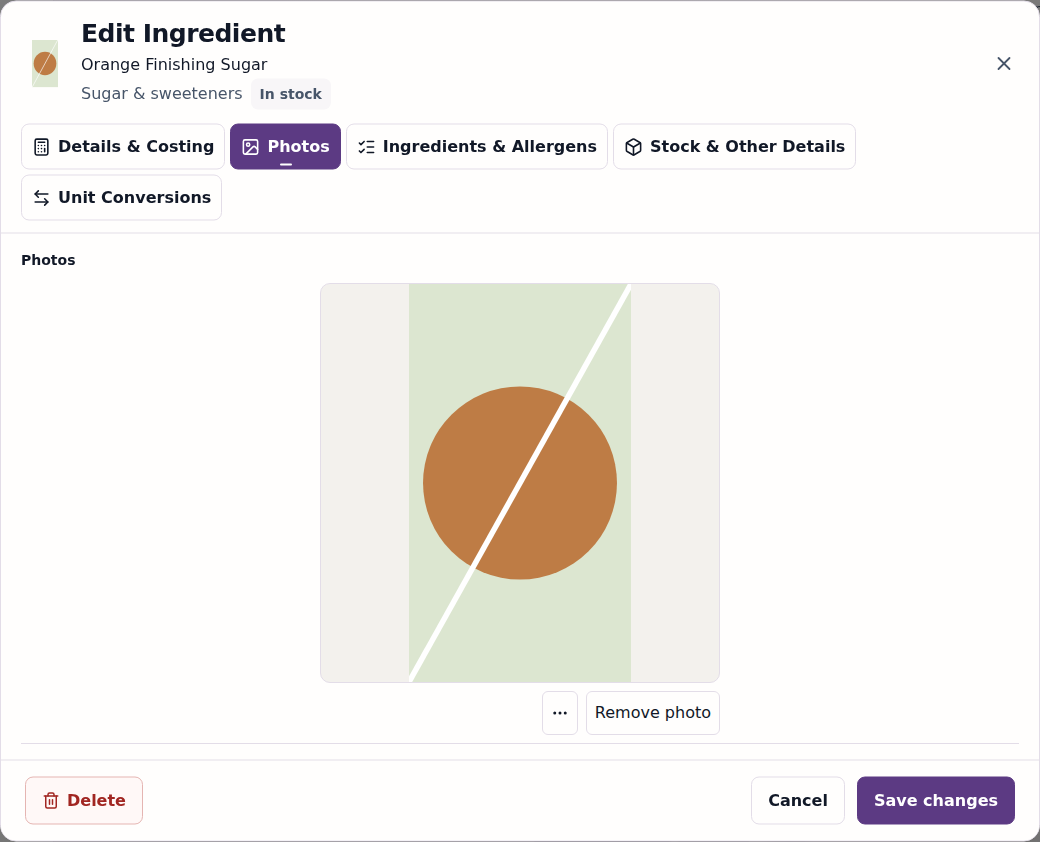 Edit Ingredient
Orange Finishing Sugar
Sugar & sweeteners In stock
Details & Costing Photos Ingredients & Allergens Stock & Other Details
Unit Conversions
Photos
Remove photo
Delete Cancel Save changes